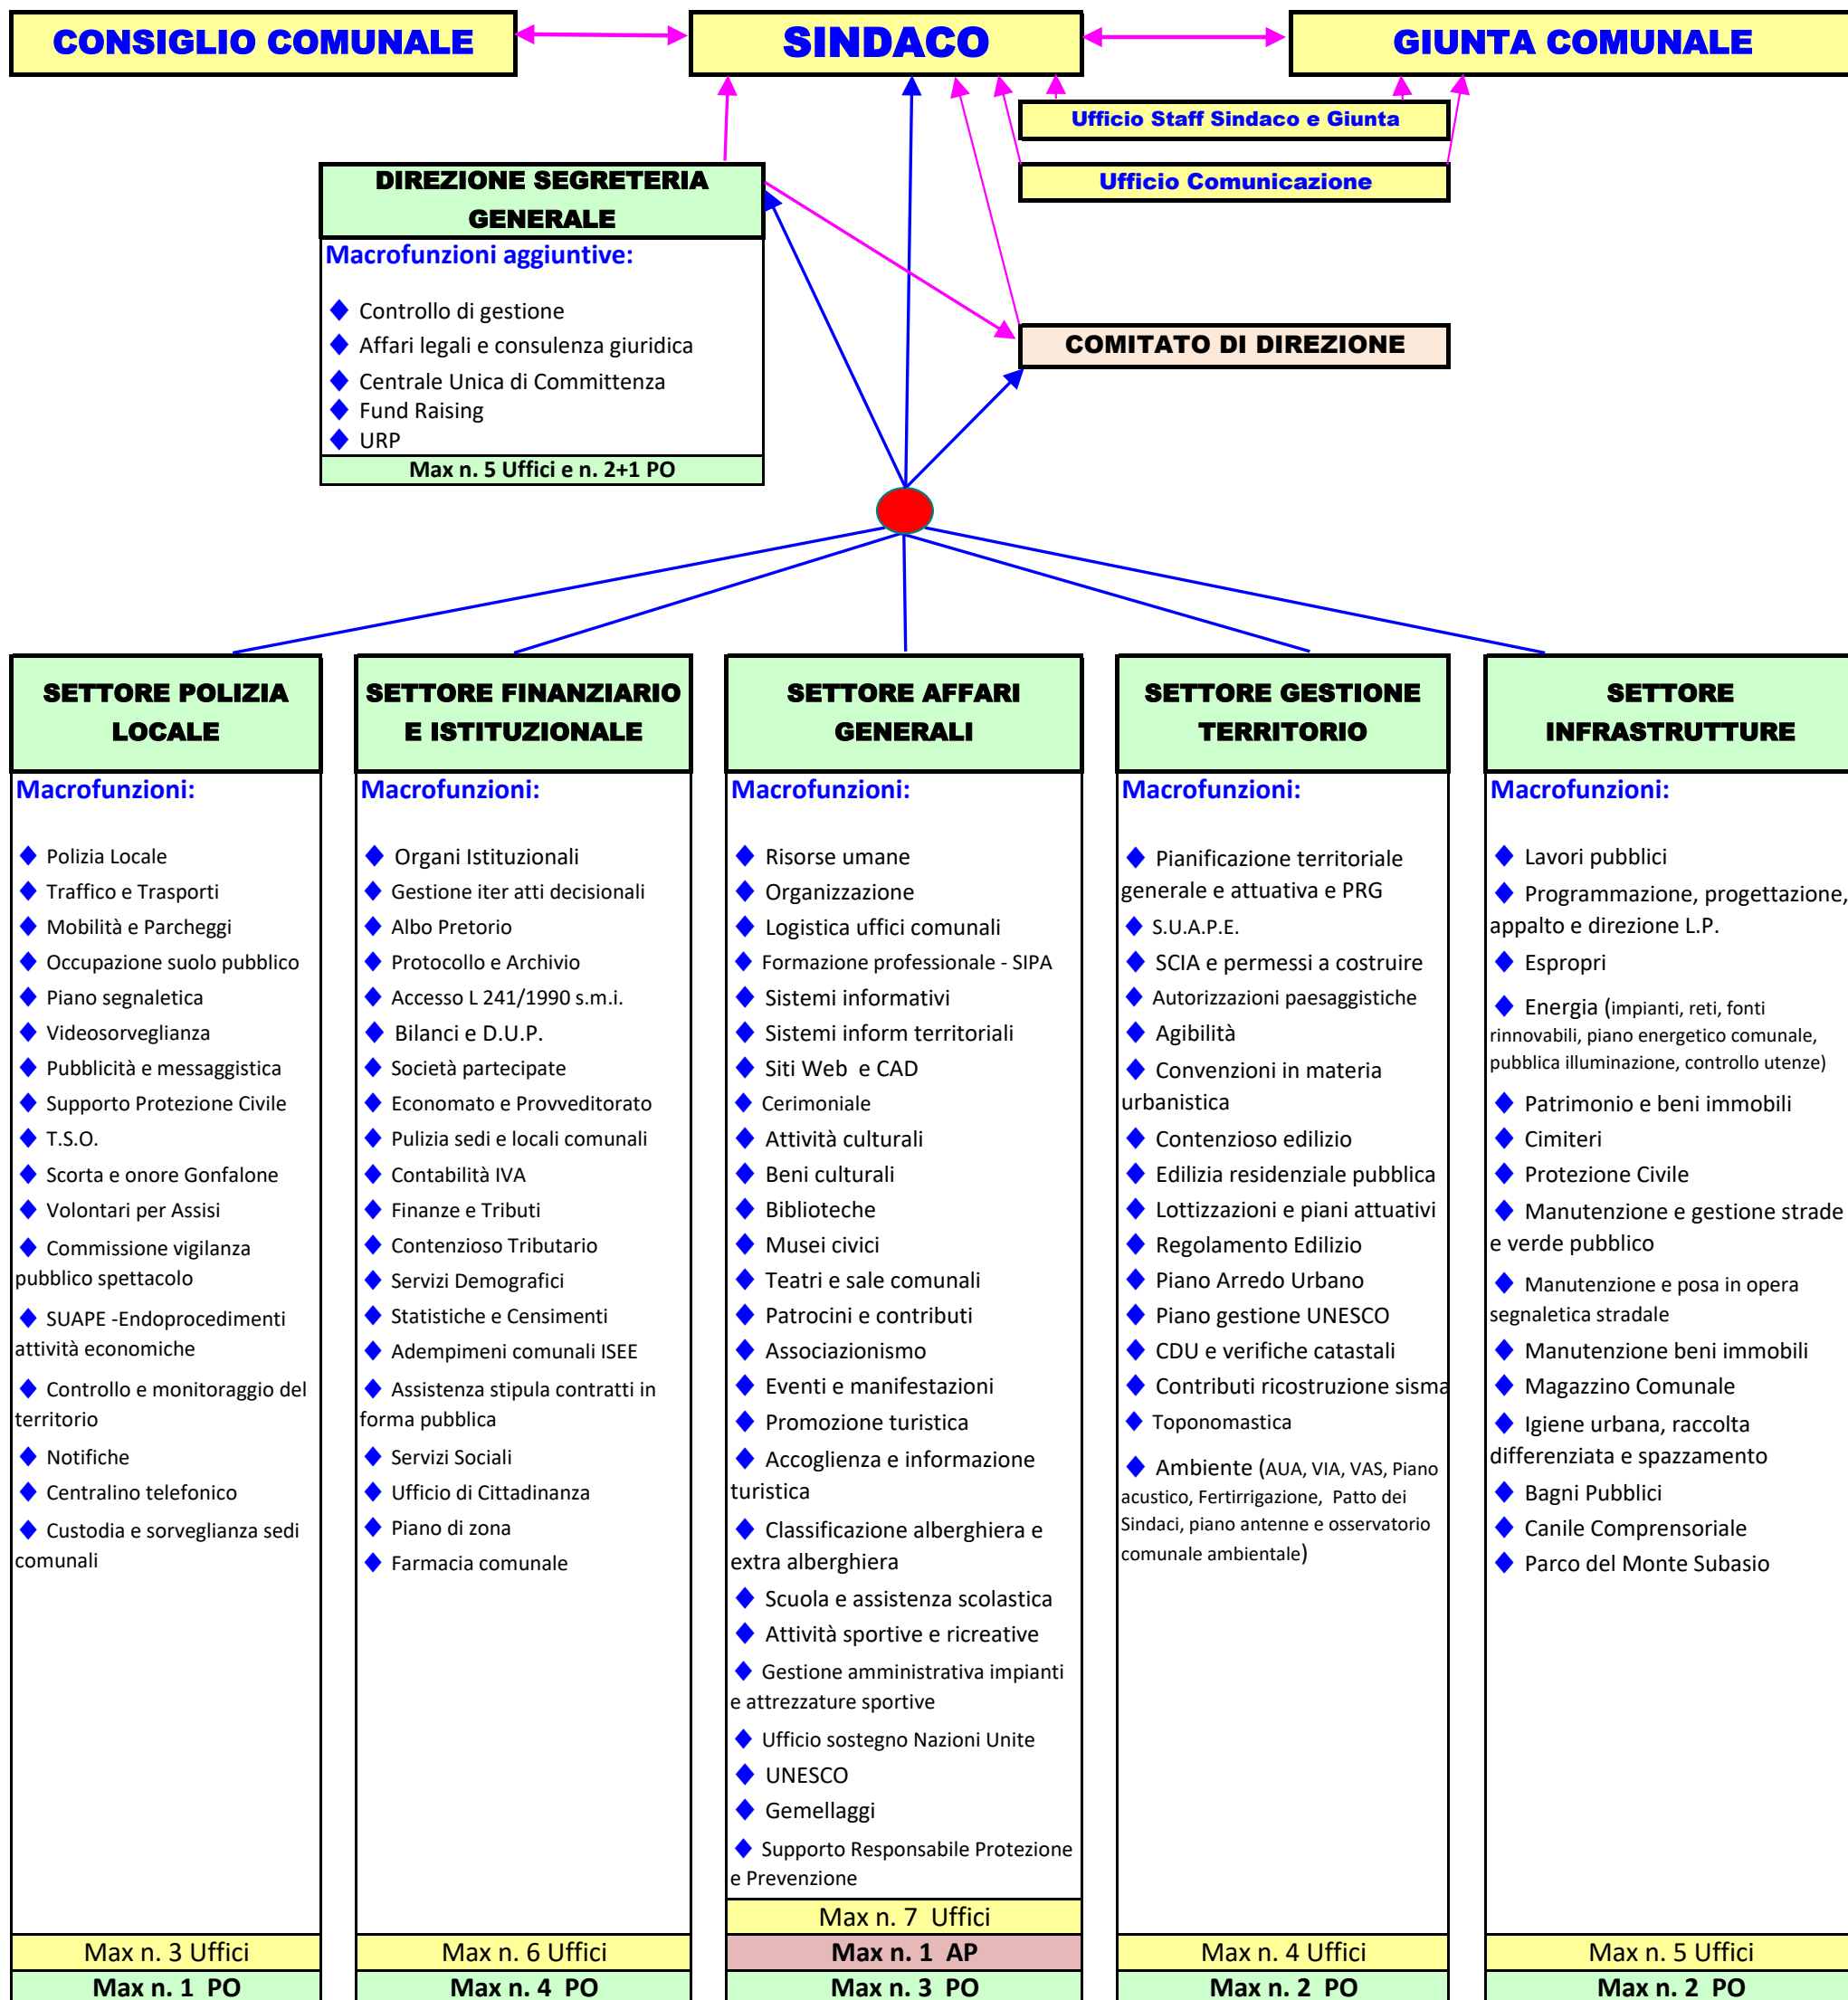 CONSIGLIO COMUNALE
SINDACO
GIUNTA COMUNALE
Ufficio Staff Sindaco e Giunta
Ufficio Comunicazione
DIREZIONE SEGRETERIA
GENERALE
Macrofunzioni aggiuntive:
Controllo di gestione
Affari legali e consulenza giuridica
Centrale Unica di Committenza
Fund Raising
URP
Max n. 5 Uffici e n. 2+1 PO
COMITATO DI DIREZIONE
SETTORE POLIZIA
LOCALE
Macrofunzioni:
Polizia Locale
Traffico e Trasporti
Mobilità e Parcheggi
Occupazione suolo pubblico
Piano segnaletica
Videosorveglianza
Pubblicità e messaggistica
Supporto Protezione Civile
T.S.O.
Scorta e onore Gonfalone
Volontari per Assisi
Commissione vigilanza
pubblico spettacolo
SUAPE -Endoprocedimenti
attività economiche
Controllo e monitoraggio del
territorio
Notifiche
Centralino telefonico
Custodia e sorveglianza sedi
comunali
Max n. 3 Uffici
Max n. 1 PO
SETTORE FINANZIARIO
E ISTITUZIONALE
Macrofunzioni:
Organi Istituzionali
Gestione iter atti decisionali
Albo Pretorio
Protocollo e Archivio
Accesso L 241/1990 s.m.i.
Bilanci e D.U.P.
Società partecipate
Economato e Provveditorato
Pulizia sedi e locali comunali
Contabilità IVA
Finanze e Tributi
Contenzioso Tributario
Servizi Demografici
Statistiche e Censimenti
Adempimeni comunali ISEE
Assistenza stipula contratti in
forma pubblica
Servizi Sociali
Ufficio di Cittadinanza
Piano di zona
Farmacia comunale
Max n. 6 Uffici
Max n. 4 PO
SETTORE AFFARI
GENERALI
Macrofunzioni:
Risorse umane
Organizzazione
Logistica uffici comunali
Formazione professionale - SIPA
Sistemi informativi
Sistemi inform territoriali
Siti Web e CAD
Cerimoniale
Attività culturali
Beni culturali
Biblioteche
Musei civici
Teatri e sale comunali
Patrocini e contributi
Associazionismo
Eventi e manifestazioni
Promozione turistica
Accoglienza e informazione
turistica
Classificazione alberghiera e
extra alberghiera
Scuola e assistenza scolastica
Attività sportive e ricreative
Gestione amministrativa impianti
e attrezzature sportive
Ufficio sostegno Nazioni Unite
UNESCO
Gemellaggi
Supporto Responsabile Protezione
e Prevenzione
Max n. 7 Uffici
Max n. 1 AP
Max n. 3 PO
SETTORE GESTIONE
TERRITORIO
Macrofunzioni:
Pianificazione territoriale
generale e attuativa e PRG
S.U.A.P.E.
SCIA e permessi a costruire
Autorizzazioni paesaggistiche
Agibilità
Convenzioni in materia
urbanistica
Contenzioso edilizio
Edilizia residenziale pubblica
Lottizzazioni e piani attuativi
Regolamento Edilizio
Piano Arredo Urbano
Piano gestione UNESCO
CDU e verifiche catastali
Contributi ricostruzione sisma
Toponomastica
Ambiente (AUA, VIA, VAS, Piano
acustico, Fertirrigazione, Patto dei
Sindaci, piano antenne e osservatorio
comunale ambientale)
Max n. 4 Uffici
Max n. 2 PO
SETTORE
INFRASTRUTTURE
Macrofunzioni:
Lavori pubblici
Programmazione, progettazione,
appalto e direzione L.P.
Espropri
Energia (impianti, reti, fonti
rinnovabili, piano energetico comunale,
pubblica illuminazione, controllo utenze)
Patrimonio e beni immobili
Cimiteri
Protezione Civile
Manutenzione e gestione strade
e verde pubblico
Manutenzione e posa in opera
segnaletica stradale
Manutenzione beni immobili
Magazzino Comunale
Igiene urbana, raccolta
differenziata e spazzamento
Bagni Pubblici
Canile Comprensoriale
Parco del Monte Subasio
Max n. 5 Uffici
Max n. 2 PO